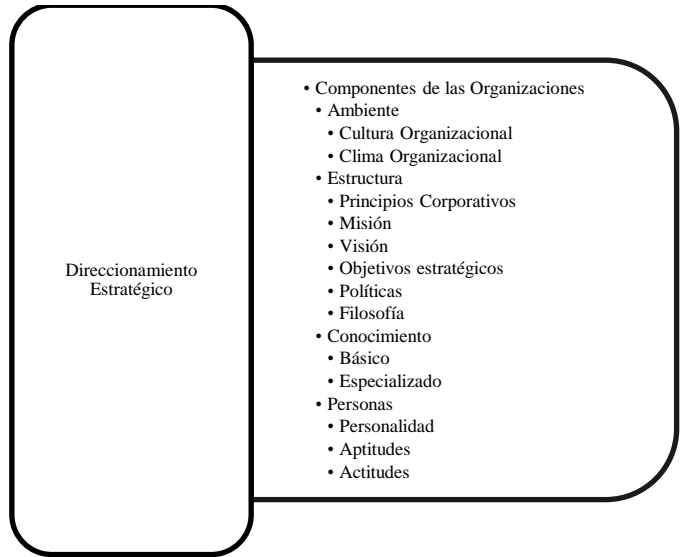 Direccionamiento
Estratégico
• Componentes de las Organizaciones
• Ambiente
• Cultura Organizacional
• Clima Organizacional
• Estructura
• Principios Corporativos
• Misión
• Visión
• Objetivos estratégicos
• Políticas
• Filosofía
• Conocimiento
• Básico
• Especializado
• Personas
• Personalidad
• Aptitudes
• Actitudes